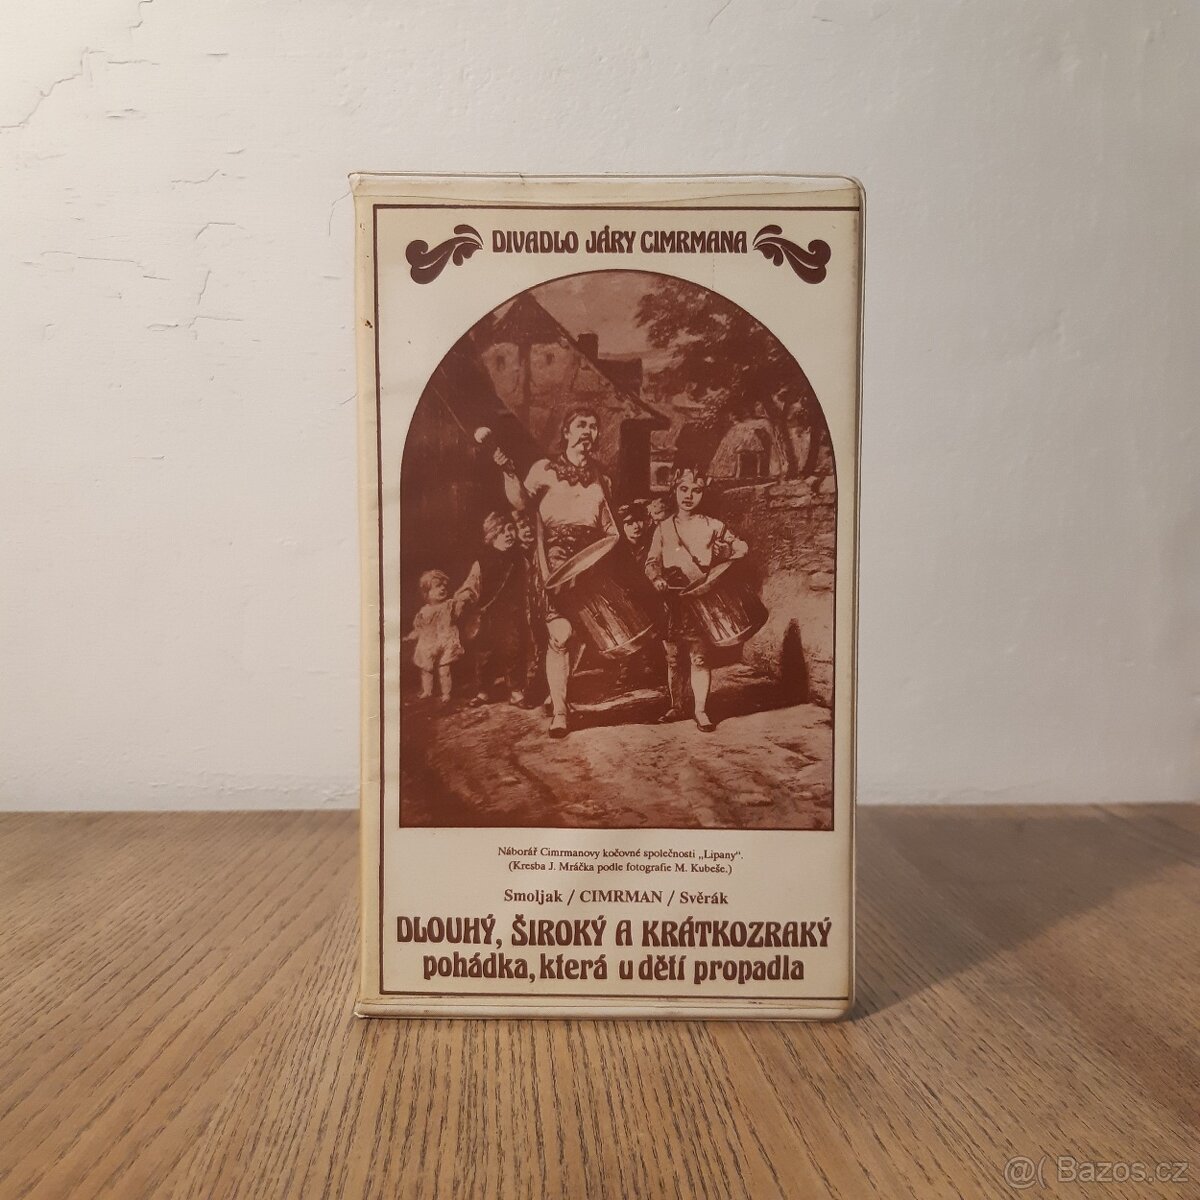 DIVADLO JÁRY CIMRMANA
Náborář Cimrmanovy kočovné společnosti „Lipany“.
(Kresba J. Mráčka podle fotografie M. Kubeše.)
Smoljak / CIMRMAN / Svěrák
DLOUHÝ, ŠIROKÝ A KRÁTKOZRAKÝ
pohádka, která u dětí propadla
@( Bazos.cz